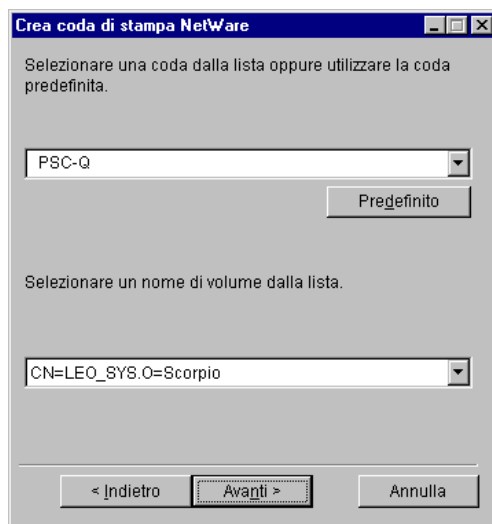 Crea coda di stampa NetWare
Selezionare una coda dalla lista oppure utilizzare la coda
predefinita.
PSC-Q
Predefinito
Selezionare un nome di volume dalla lista.
CN=LEO_SYS.O=Scorpio
< Indietro
Avanti >
Annulla